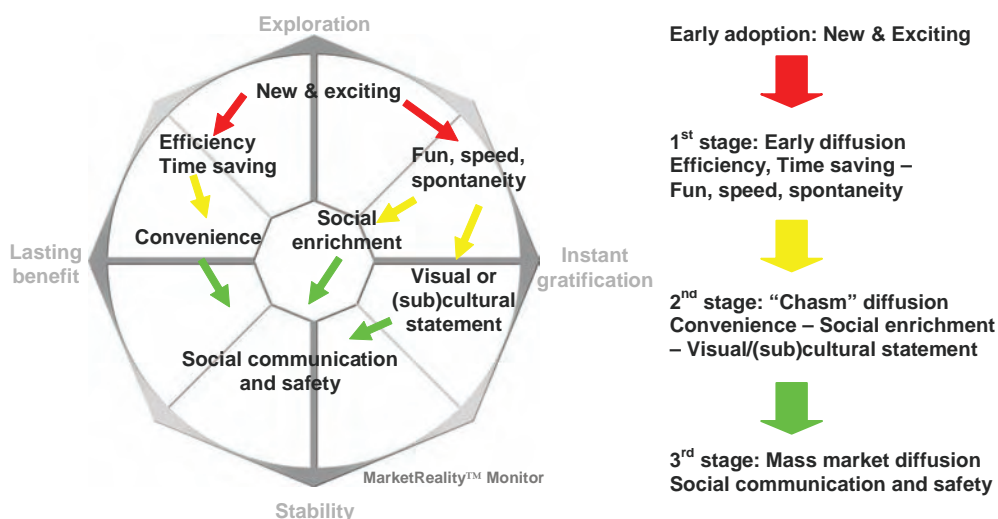 Exploration
New & exciting
Efficiency
Time saving
Fun, speed,
spontaneity
Convenience
Social
enrichment
Lasting
benefit
Instant
gratification
Visual or
(sub)cultural
statement
Social communication
and safety
MarketReality™ Monitor
Stability
Early adoption: New & Exciting
1st stage: Early diffusion
Efficiency, Time saving –
Fun, speed, spontaneity
2nd stage: “Chasm” diffusion
Convenience – Social enrichment
– Visual/(sub)cultural statement
3rd stage: Mass market diffusion
Social communication and safety